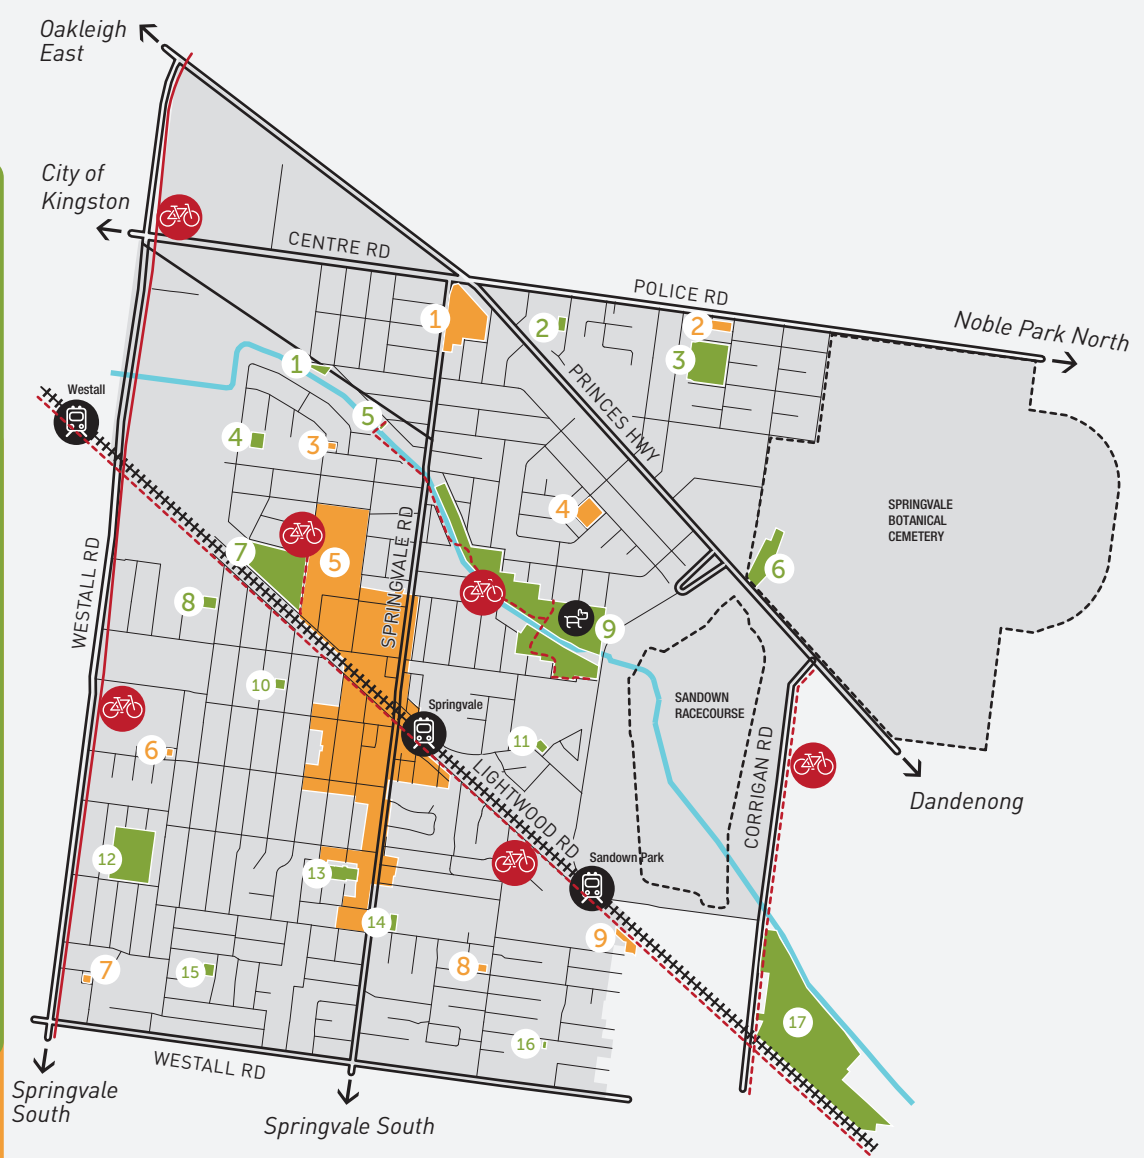 Oakleigh
East
City of
Kingston
CENTRE RD
POLICE RD
Noble Park North
1
2
2
3
1
PRINCES HWY
Westall
5
4
3
4
SPRINGVALE
BOTANICAL
CEMETERY
SPRINGVALE RD
7
5
6
WESTALL RD
8
9
10
SANDOWN
RACECOURSE
Springvale
11
6
CORRIGAN RD
LIGHTWOOD RD
Dandenong
12
Sandown Park
13
14
9
7
15
8
17
16
WESTALL RD
Springvale
South
Springvale South